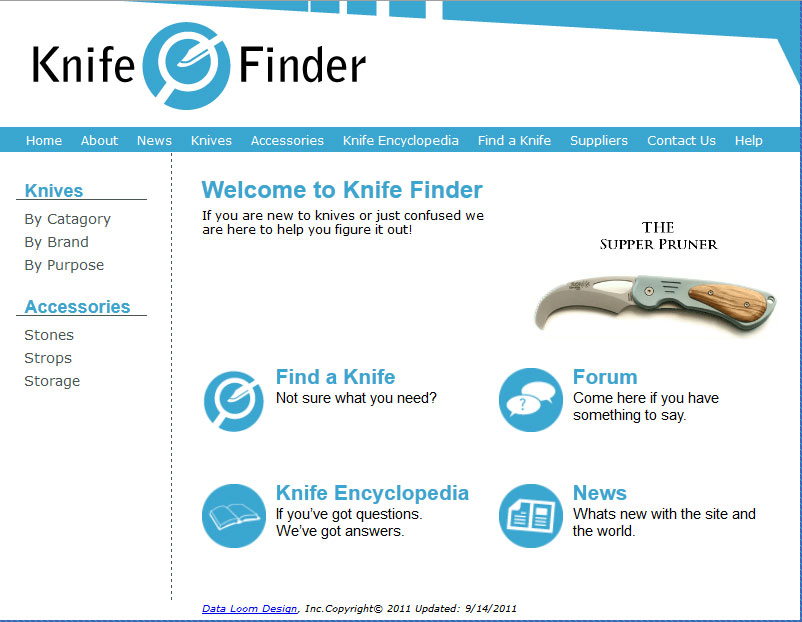 Knife Finder
Home About News Knives Accessories Knife Encyclopedia Find a Knife Suppliers Contact Us Help
Knives
By Catagory
By Brand
By Purpose
Accessories
Stones
Strops
Storage
Welcome to Knife Finder
If you are new to knives or just confused we
are here to help you figure it out!
THE
SUPPER PRUNER
Find a Knife
Not sure what you need?
?
Forum
Come here if you have
something to say.
Knife Encyclopedia
If you've got questions.
We've got answers.
News
Whats new with the site and
the world.
Data Loom Design, Inc.Copyright© 2011 Updated: 9/14/2011